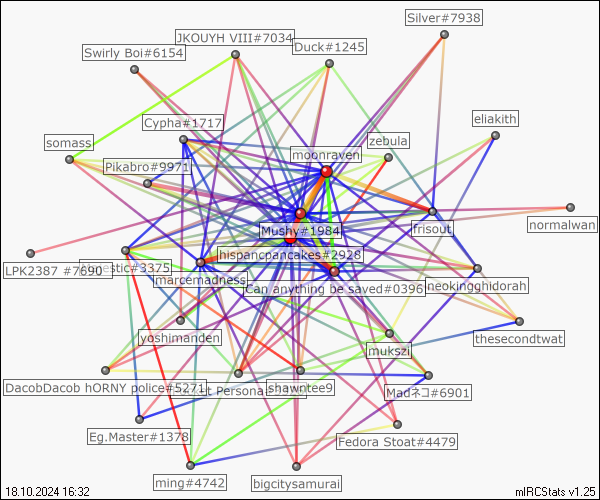 Silver#7938
JKOUYH VIII#7034
Duck#1245
Swirly Boi#6154
eliakith
Cypha#1717
zebula
somass
moonraven
Pikabro#9971
normalwan
Mushy#1984
frisout
hispancpancakes#2928
LPK2387 #7690
estic#3375
marcemadness
neokingghidorah
Can anything be saved#0396
yoshimanden
thesecondtwat
mukszi
DacobDacob hORNY police#5271
t Persona
shawntee9
Madネコ#6901
Eg.Master#1378
Fedora Stoat#4479
ming#4742
bigcitysamurai
18.10.2024 16:32
mIRCStats v1.25